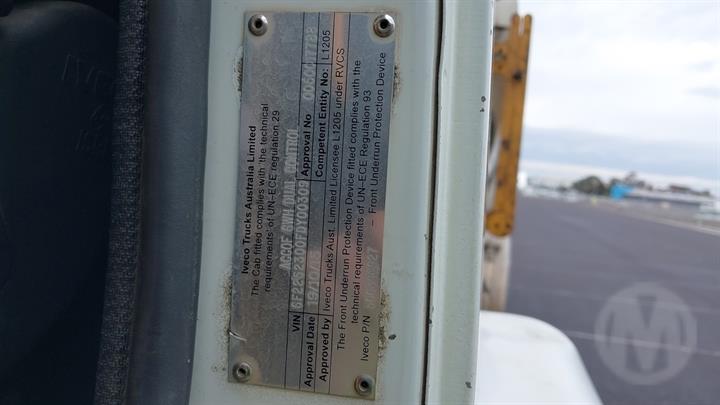 Iveco Trucks Australia Limited
The Cab fitted complies with the technical
requirements of UN-ECE regulation 29
DUAL CONTROL
VIN
Approval Date Approval No
Approved by Iveco Trucks Aust. Limited Licensee L1205 under RVCS
Competent Entity No: L1205
The Front Underrun Protection Device fitted complies with the
technical requirements of UN-ECE Regulation 93
– Front Underrun Protection Device
Iveco P/N
M